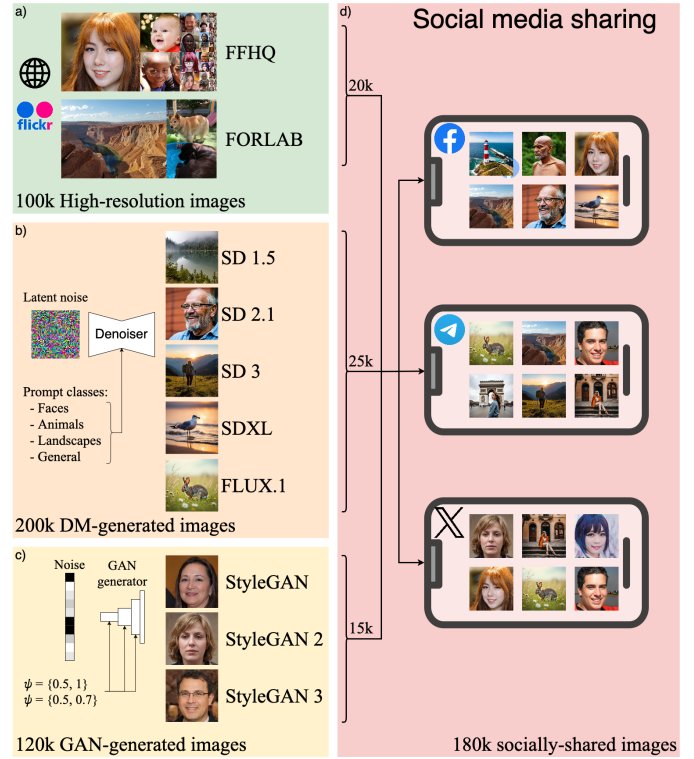 a)
FFHQ
flickr
FORLAB
100k High-resolution images
b)
SD 1.5
Latent noise
SD 2.1
Denoiser
SD 3
Prompt classes:
- Faces
- Animals
- Landscapes
- General
SDXL
FLUX.1
200k DM-generated images
c)
Noise
GAN
generator
StyleGAN
StyleGAN 2
ψ = {0.5, 1}
ψ = {0.5, 0.7}
StyleGAN 3
120k GAN-generated images
d)
Social media sharing
20k
25k
15k
180k socially-shared images